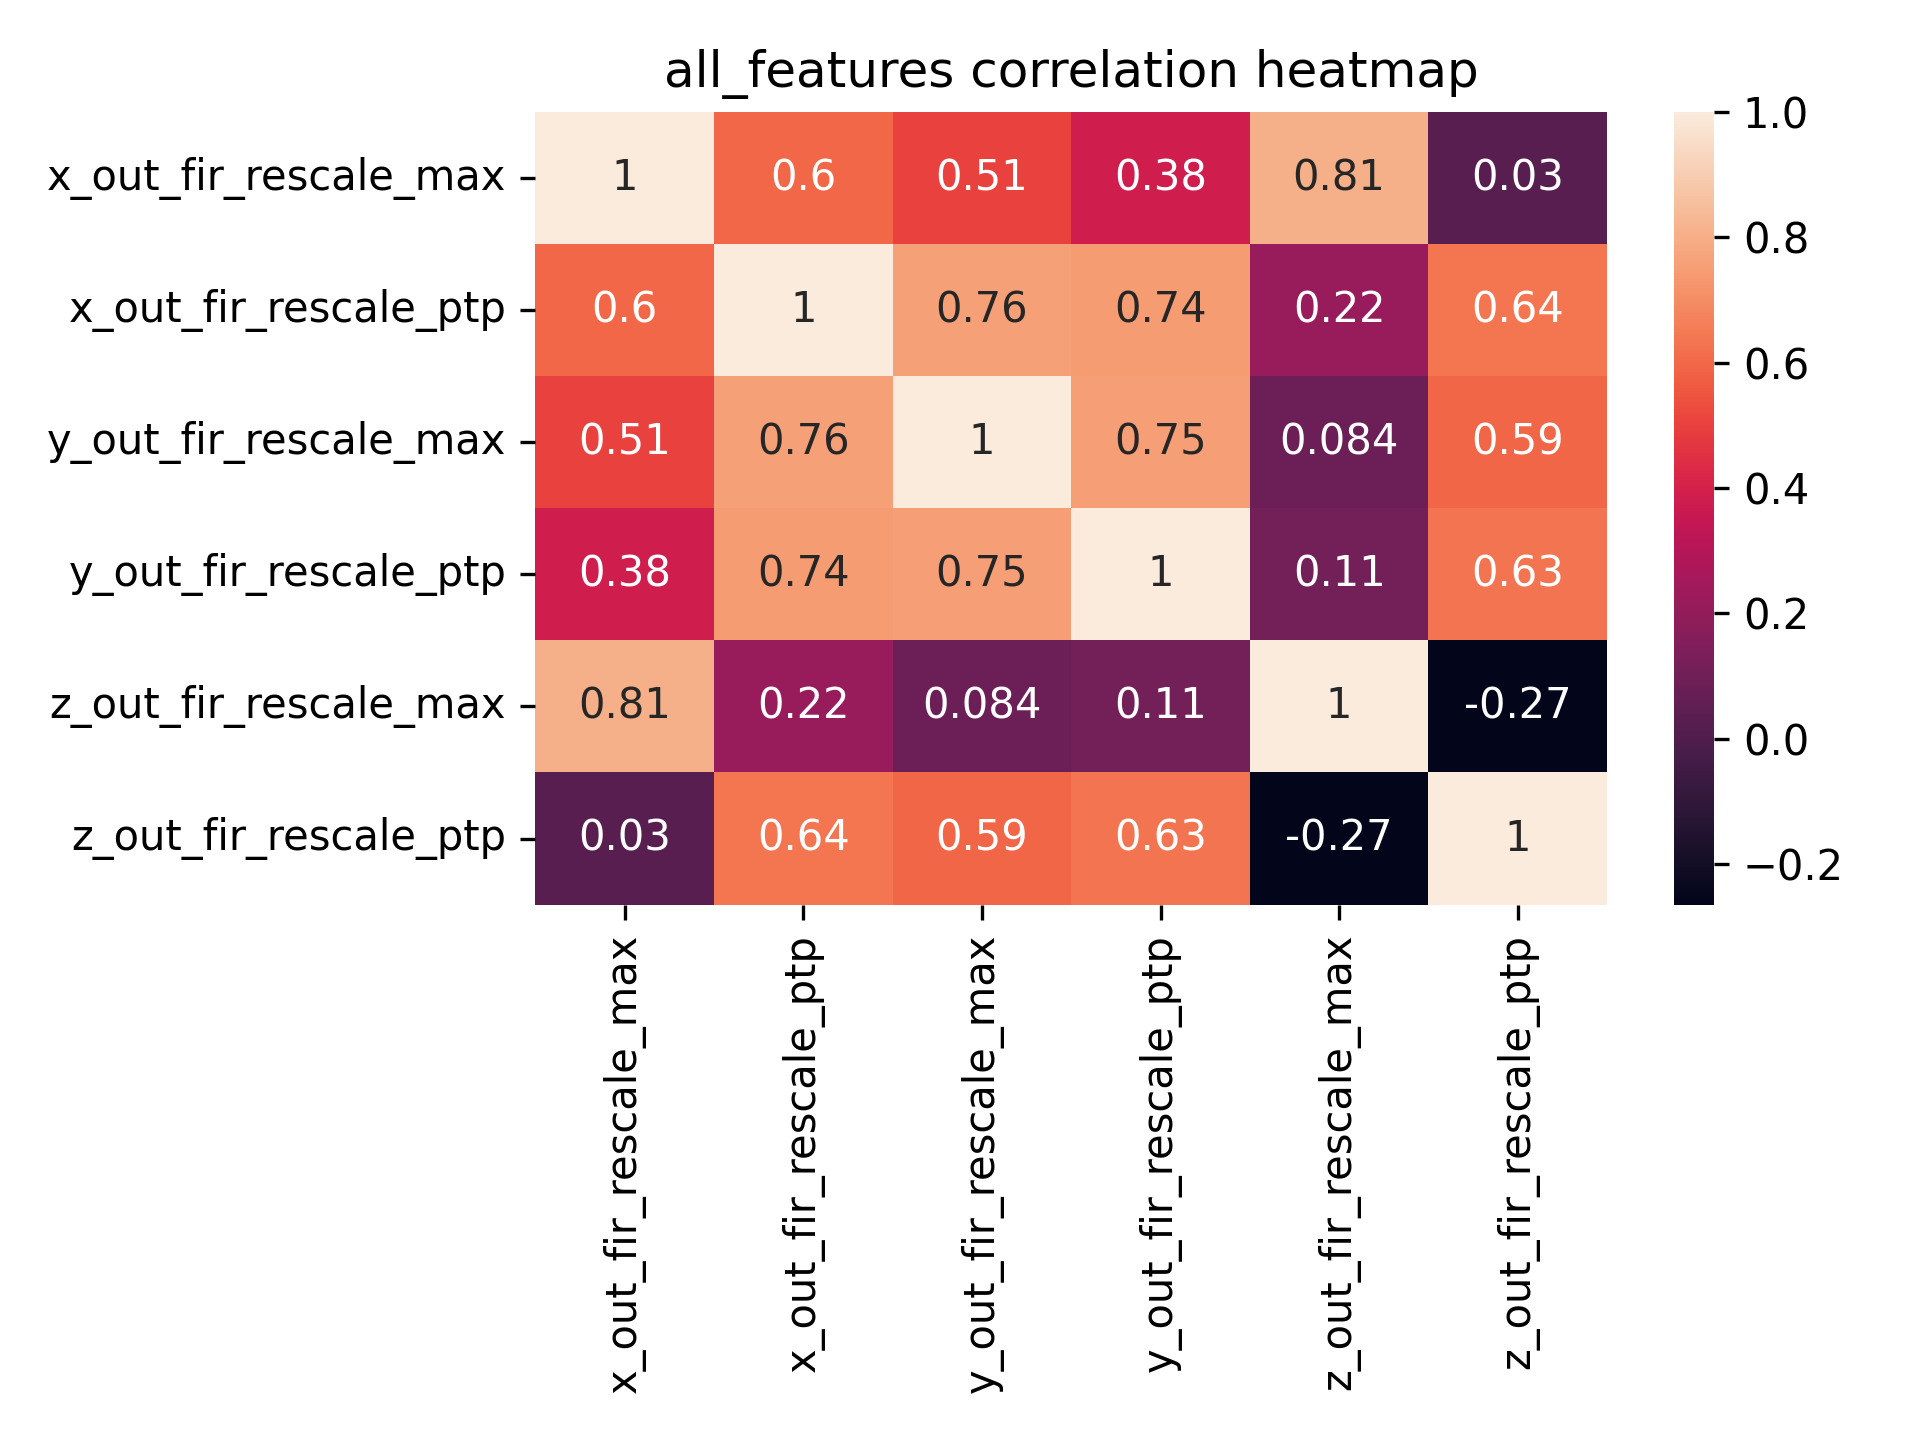 all_features correlation heatmap
x_out_fir_rescale_max 1 0.6 0.51 0.38 0.81 0.03
x_out_fir_rescale_ptp 0.6 1 0.76 0.74 0.22 0.64
y_out_fir_rescale_max 0.51 0.76 1 0.75 0.084 0.59
y_out_fir_rescale_ptp 0.38 0.74 0.75 1 0.11 0.63
z_out_fir_rescale_max 0.81 0.22 0.084 0.11 1 -0.27
z_out_fir_rescale_ptp 0.03 0.64 0.59 0.63 -0.27 1
x_out_fir_rescale_max
x_out_fir_rescale_ptp
y_out_fir_rescale_max
y_out_fir_rescale_ptp
z_out_fir_rescale_max
z_out_fir_rescale_ptp
1.0
0.8
0.6
0.4
0.2
0.0
−0.2